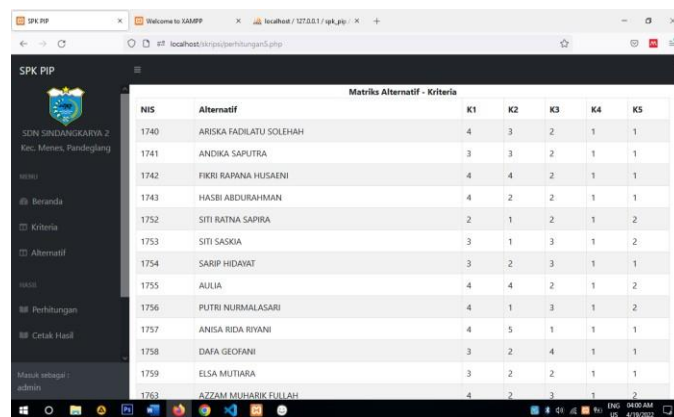 SPK PIP
Welcome to XAMPP
localhost / 127.0.0.1 / spk_pip /
localhost/skripsi/perhitunganS.php
SPK PIP
SDN SINDANGKARYA 2
Kec. Menes, Pandeglang
MENU
Beranda
Kriteria
Alternatif
HASIL
Perhitungan
Cetak Hasil
Masuk sebagai :
admin
Matriks Alternatif - Kriteria
NIS Alternatif K1 K2 K3 K4 K5
1740 ARISKA FADILATU SOLEHAH 4 3 2 1 1
1741 ANDIKA SAPUTRA 3 3 2 1 1
1742 FIKRI RAPANA HUSAENI 4 4 2 1 1
1743 HASBI ABDURAHMAN 4 2 2 1 1
1752 SITI RATNA SAPIRA 2 1 2 1 2
1753 SITI SASKIA 3 1 3 1 2
1754 SARIP HIDAYAT 3 2 3 1 1
1755 AULIA 4 4 2 1 2
1756 PUTRI NURMALASARI 4 1 3 1 2
1757 ANISA RIDA RIYANI 4 5 1 1 1
1758 DAFA GEOFANI 3 2 4 1 1
1759 ELSA MUTIARA 3 2 2 1 1
1763 AZZAM MUHARIK FULLAH 4 2 3 1 2
ENG
US
04:00 AM
4/19/2022